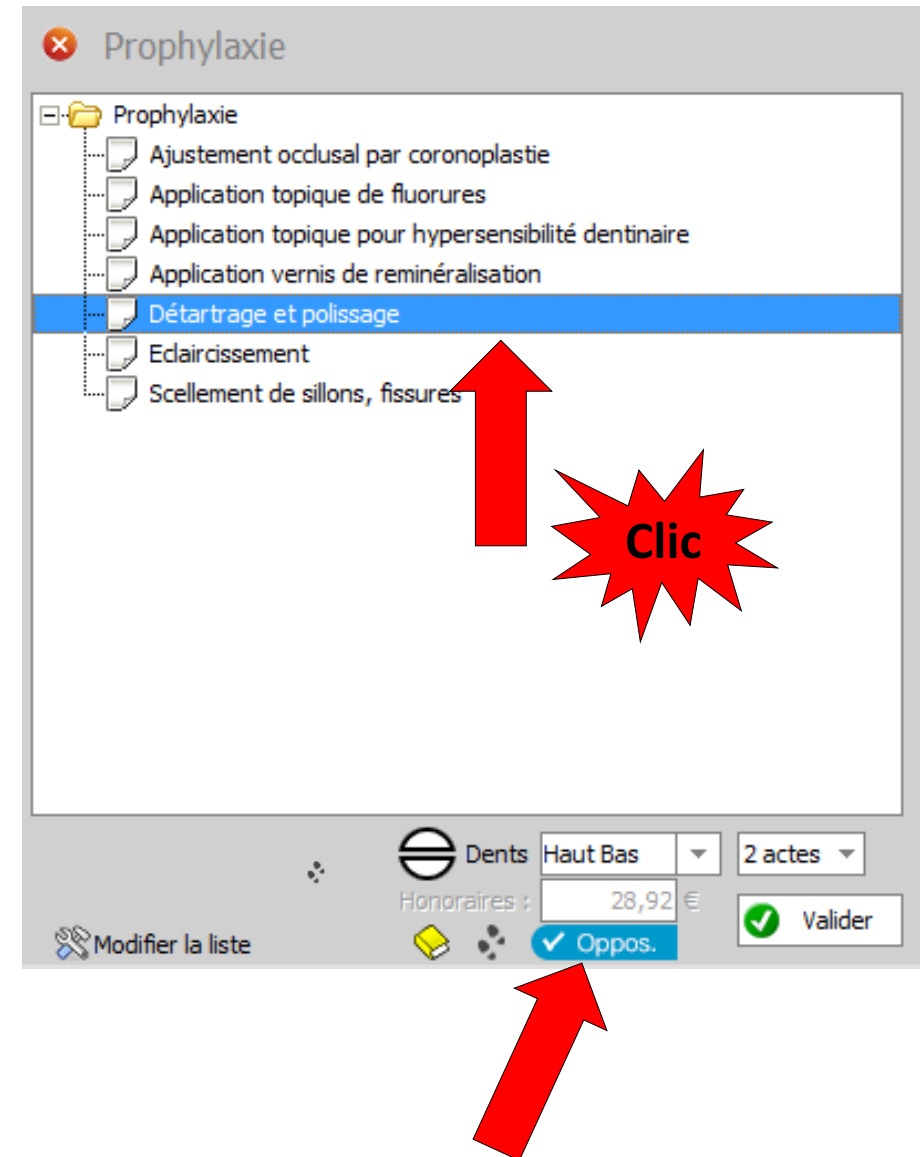 Prophylaxie
Prophylaxie
Ajustement occlusal par coronoplastie
Application topique de fluorures
Application topique pour hypersensibilité dentinaire
Application vernis de reminéralisation
Détartrage et polissage
Eclaircissement
Scellement de sillons, fissures
Clic
Dents Haut Bas 2 actes
Honoraires : 28,92 €
Valider
Modifier la liste Oppos.